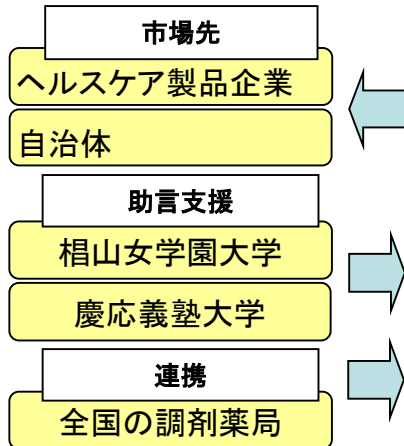 市場先
ヘルスケア製品企業
自治体
助言支援
椙山女学園大学
慶応義塾大学
連携
全国の調剤薬局